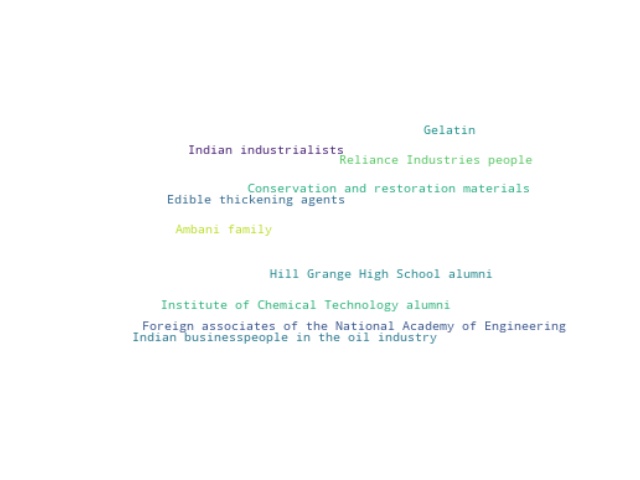 Gelatin
Indian industrialists
Reliance Industries people
Conservation and restoration materials
Edible thickening agents
Ambani family
Hill Grange High School alumni
Institute of Chemical Technology alumni
Foreign associates of the National Academy of Engineering
Indian businesspeople in the oil industry